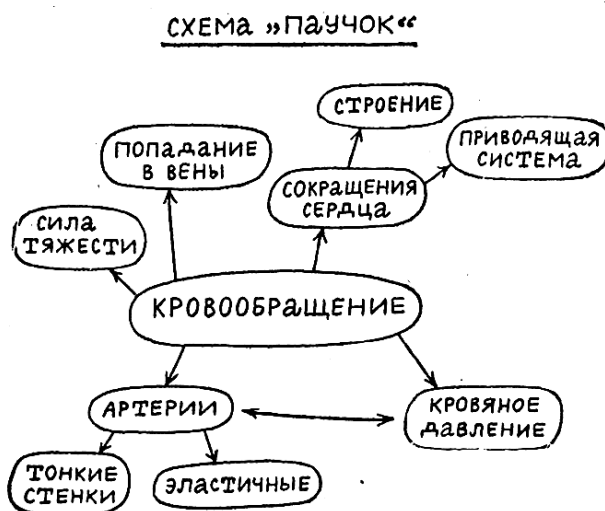 СХЕМА „ПАУЧОК“
СТРОЕНИЕ
ПОПАДАНИЕ
В ВЕНЫ
ПРИВОДЯЩАЯ
СИСТЕМА
СОКРАЩЕНИЯ
СЕРДЦА
СИЛА
ТЯЖЕСТИ
КРОВООБРАЩЕНИЕ
АРТЕРИИ
КРОВЯНОЕ
ДАВЛЕНИЕ
ТОНКИЕ
СТЕНКИ
ЭЛАСТИЧНЫЕ